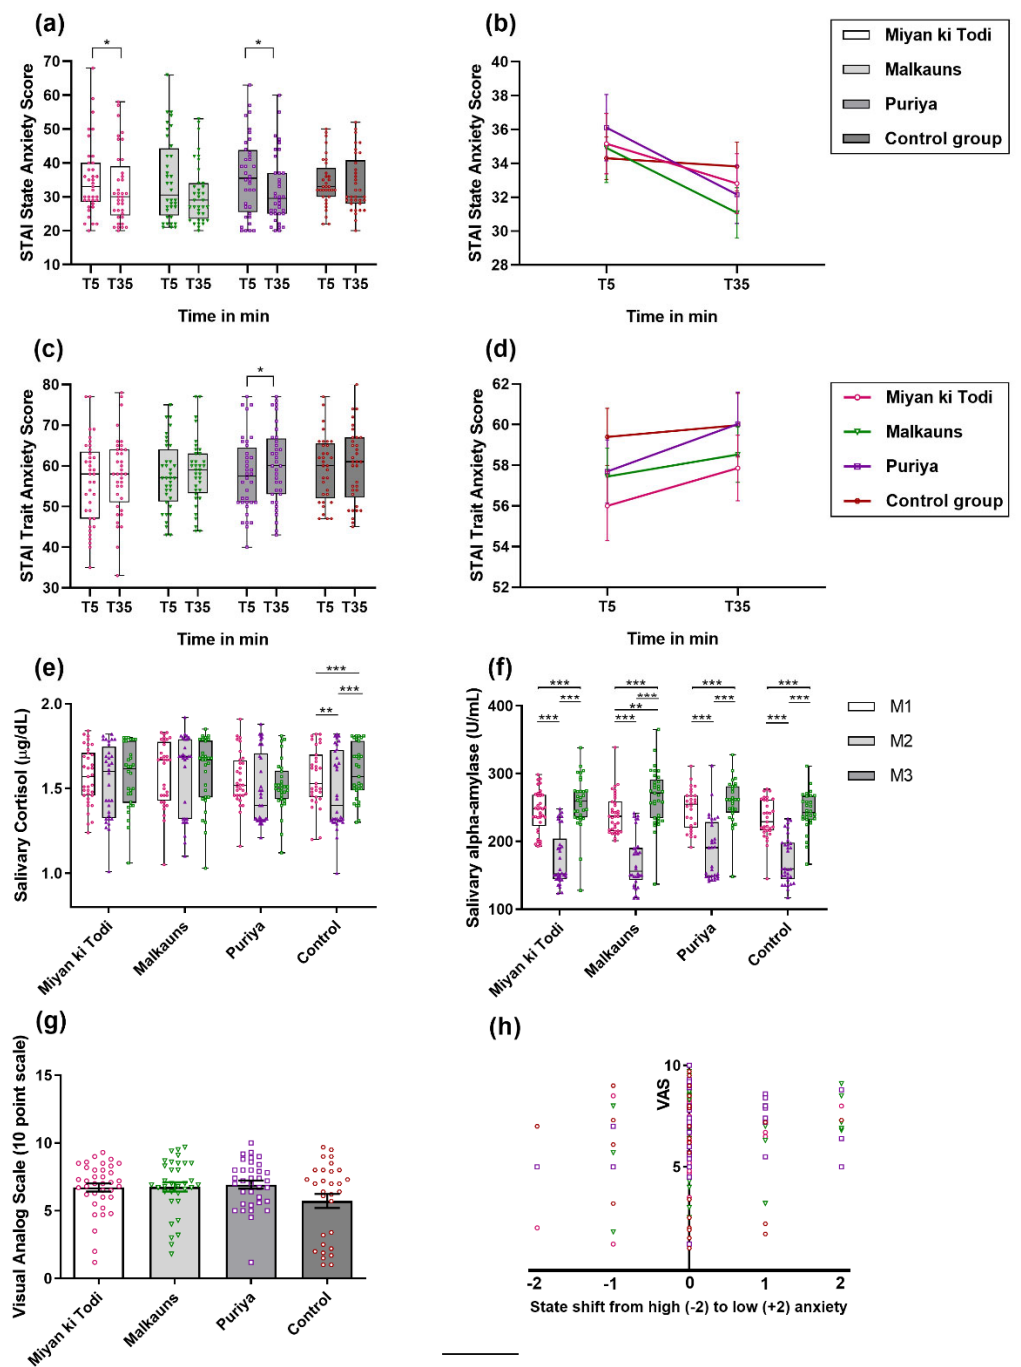 (a)
*
*
STAI State Anxiety Score
70
60
50
40
30
20
10
T5 T35 T5 T35 T5 T35 T5 T35
Time in min
(b)
STAI State Anxiety Score
40
38
36
34
32
30
28
T5 T35
Time in min
Miyan ki Todi
Malkauns
Puriya
Control group
(c)
*
STAI Trait Anxiety Score
80
70
60
50
40
30
T5 T35 T5 T35 T5 T35 T5 T35
Time in min
(d)
STAI Trait Anxiety Score
62
60
58
56
54
52
T5 T35
Time in min
Miyan ki Todi
Malkauns
Puriya
Control group
(e)
***
***
**
Salivary Cortisol (µg/dL)
2.0
1.5
1.0
Miyan ki Todi
Malkauns
Puriya
Control
(f)
*** *** *** ***
*** *** *** ***
**
*** *** *** ***
Salivary alpha-amylase (U/mL)
400
300
200
100
Miyan ki Todi
Malkauns
Puriya
Control
M1
M2
M3
(g)
Visual Analog Scale (10 point scale)
15
10
5
0
Miyan ki Todi
Malkauns
Puriya
Control
(h)
VAS
10
5
-2 -1 0 1 2
State shift from high (-2) to low (+2) anxiety